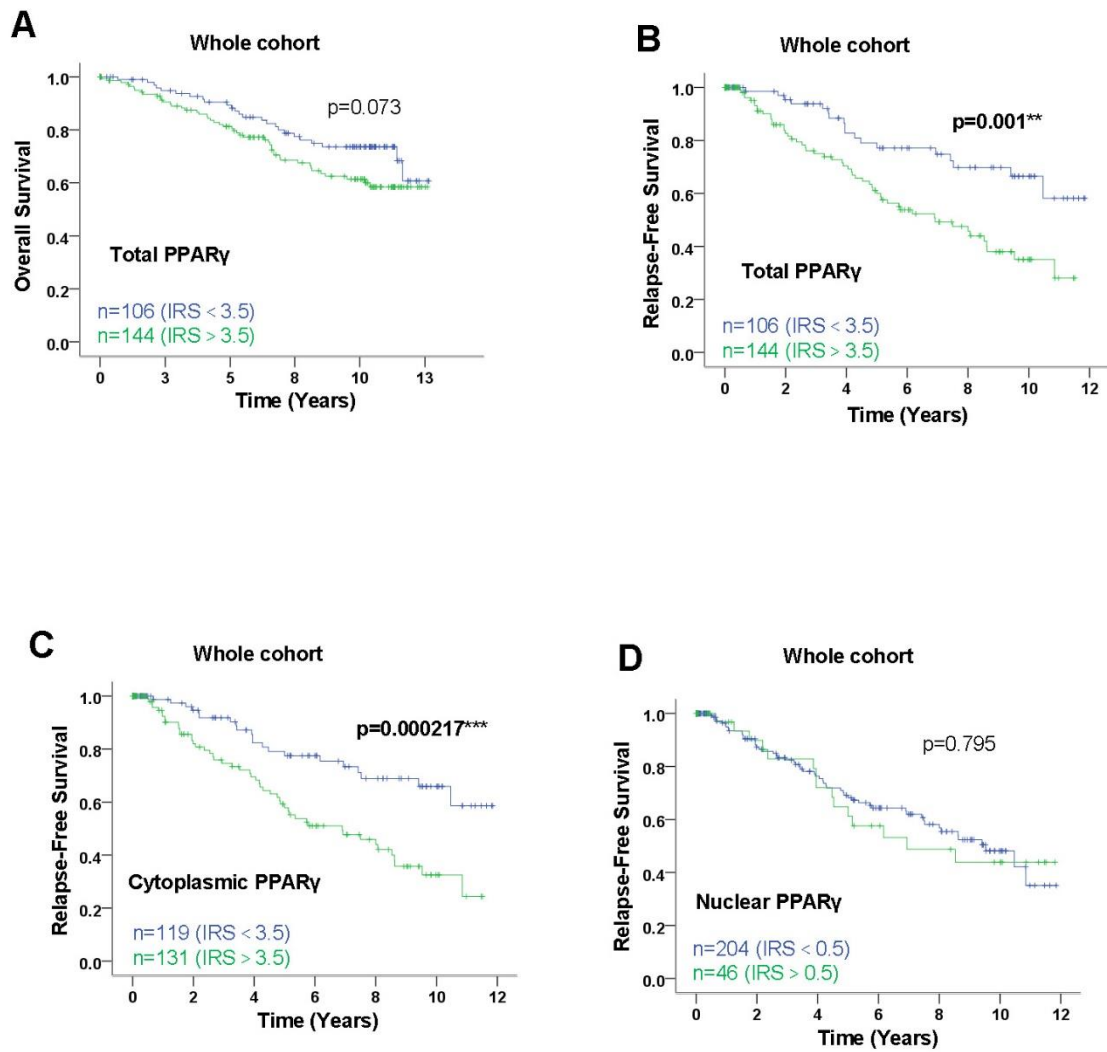 A
Whole cohort
1.0
0.8
0.6
0.4
0.2
0.0
Overall Survival
p=0.073
Total PPARγ
n=106 (IRS < 3.5)
n=144 (IRS > 3.5)
0 3 5 8 10 13
Time (Years)
B
Whole cohort
1.0
0.8
0.6
0.4
0.2
0.0
Relapse-Free Survival
p=0.001**
Total PPARγ
n=106 (IRS < 3.5)
n=144 (IRS > 3.5)
0 2 4 6 8 10 12
Time (Years)
C
Whole cohort
1.0
0.8
0.6
0.4
0.2
0.0
Relapse-Free Survival
p=0.000217***
Cytoplasmic PPARγ
n=119 (IRS < 3.5)
n=131 (IRS > 3.5)
0 2 4 6 8 10 12
Time (Years)
D
Whole cohort
1.0
0.8
0.6
0.4
0.2
0.0
Relapse-Free Survival
p=0.795
Nuclear PPARγ
n=204 (IRS < 0.5)
n=46 (IRS > 0.5)
0 2 4 6 8 10 12
Time (Years)